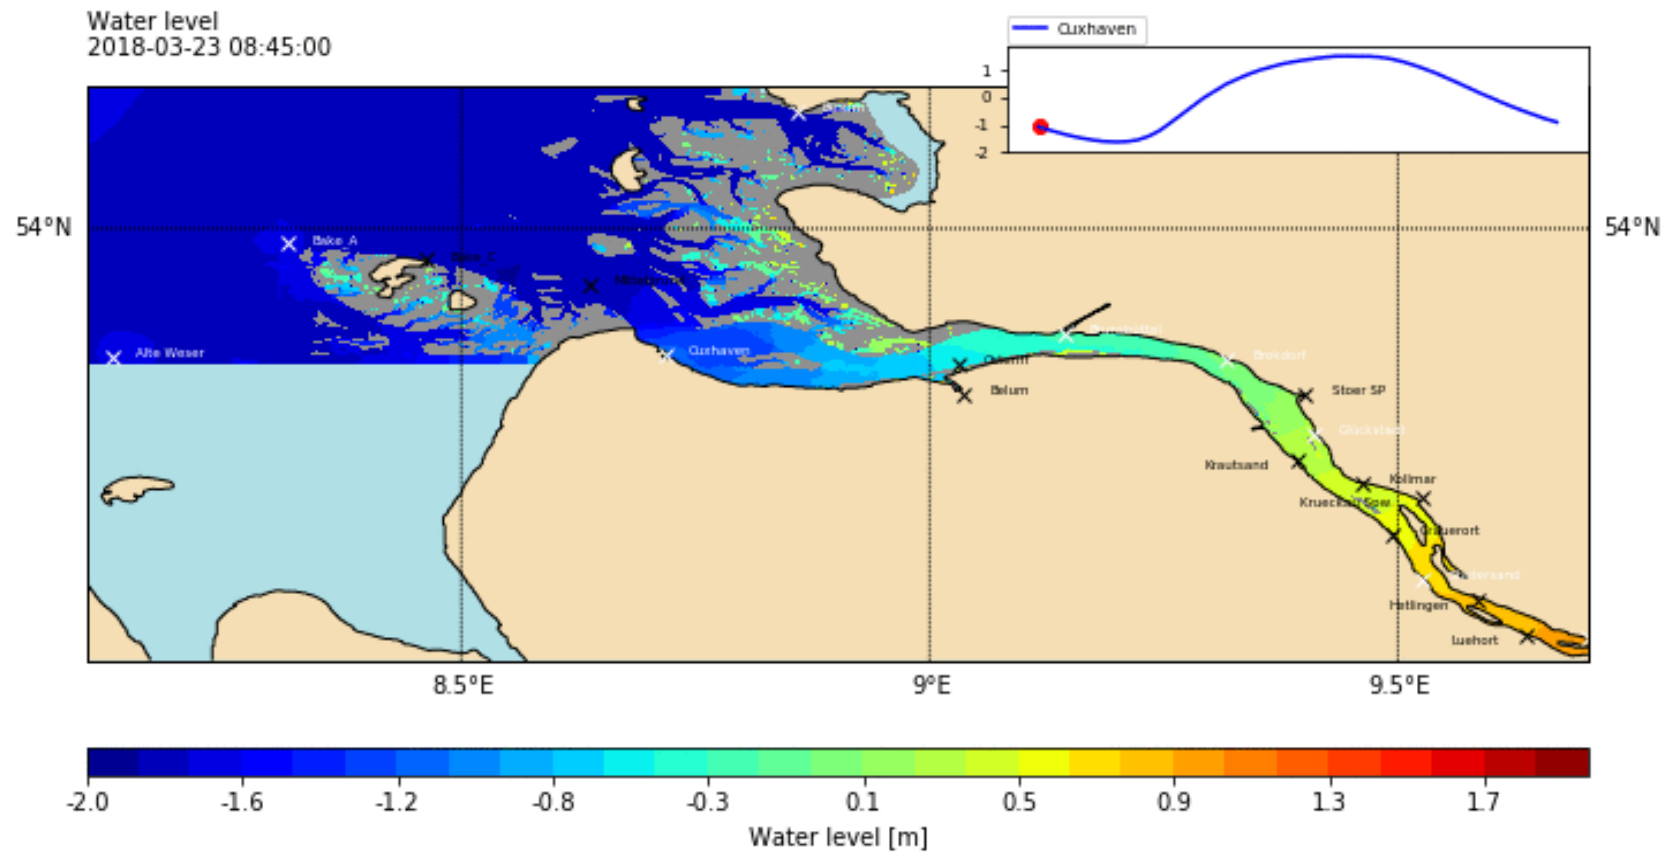 Water level
2018-03-23 08:45:00
Cuxhaven
1
0
-1
-2
54°N
54°N
Bake A
Bake C
Alte Weser
Cuxhaven
Belum
Brokdorf
Stoer SP
Glückstadt
Krautsand
Kollmar
Hetlingen
Luehort
8.5°E
9°E
9.5°E
-2.0 -1.6 -1.2 -0.8 -0.3 0.1 0.5 0.9 1.3 1.7
Water level [m]